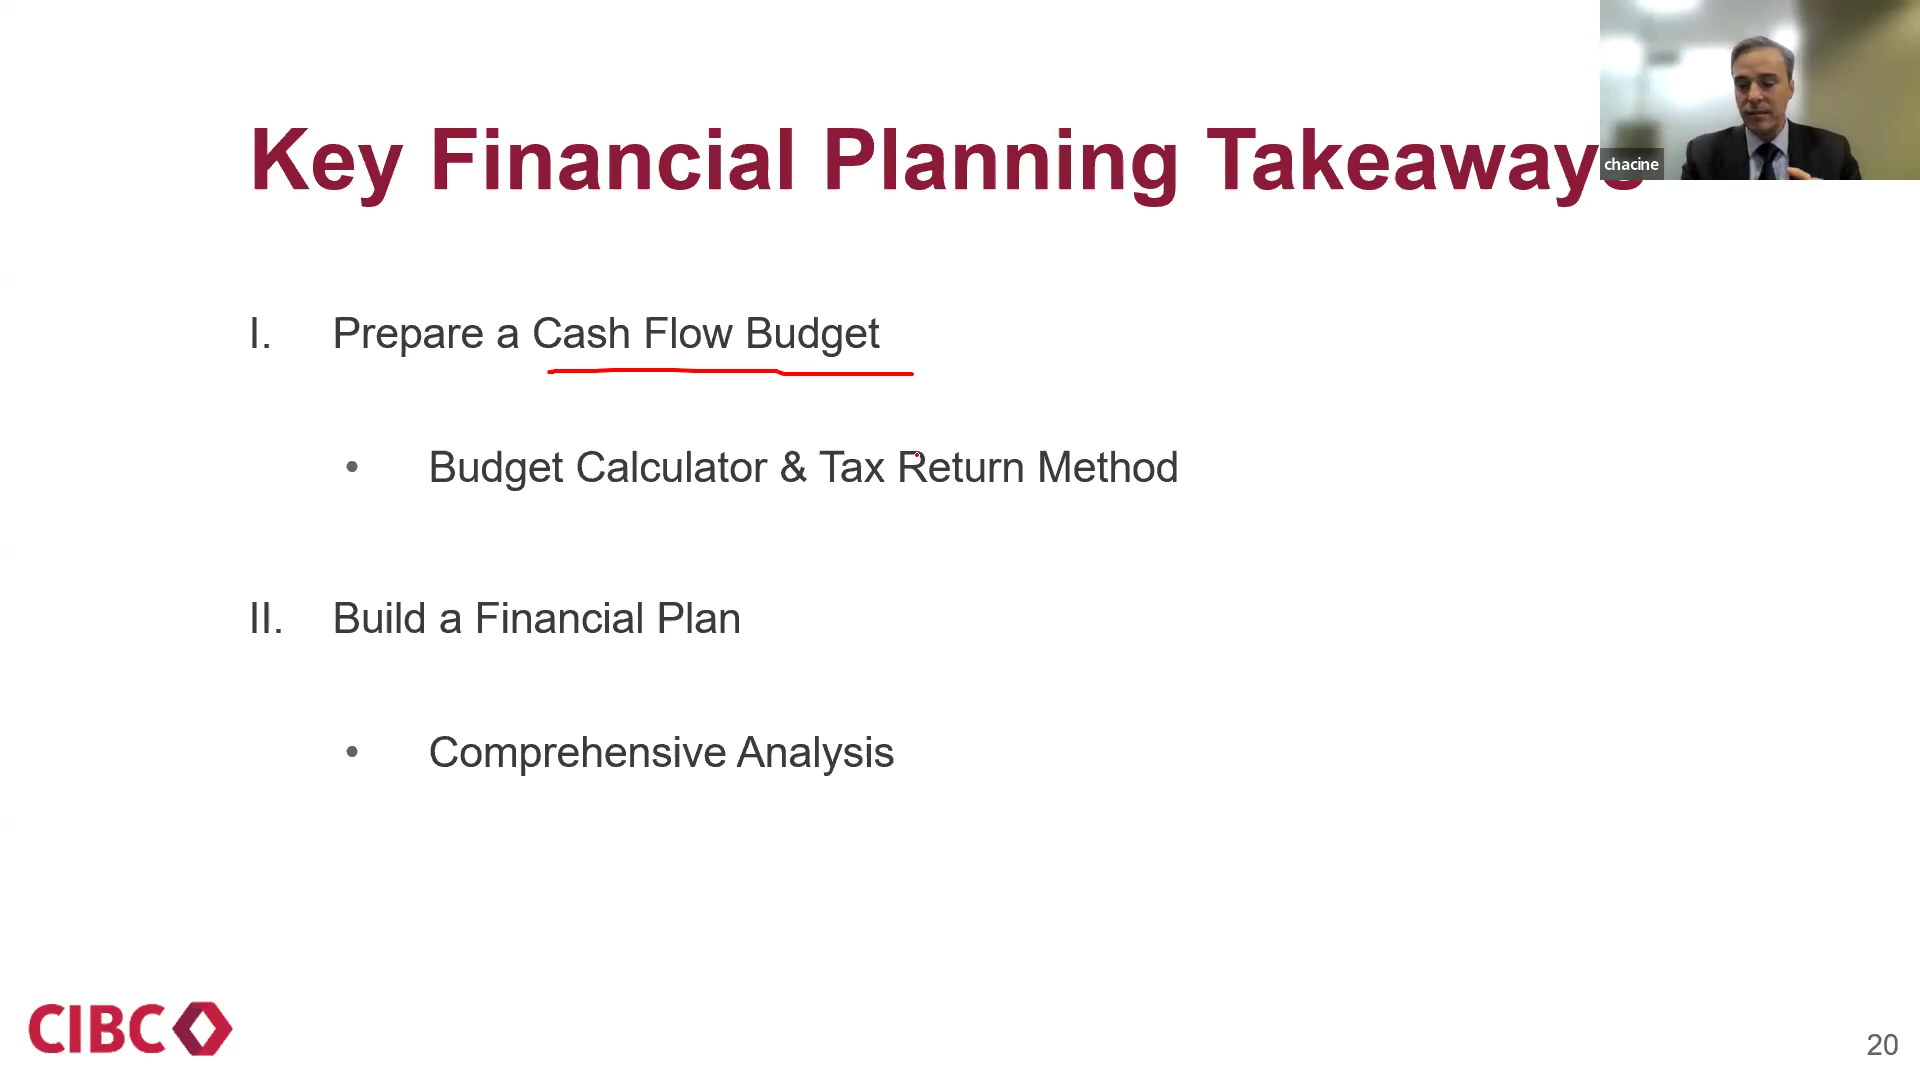 Key Financial Planning Takeaways
chacine
I. Prepare a Cash Flow Budget
• Budget Calculator & Tax Return Method
II. Build a Financial Plan
• Comprehensive Analysis
CIBC
20